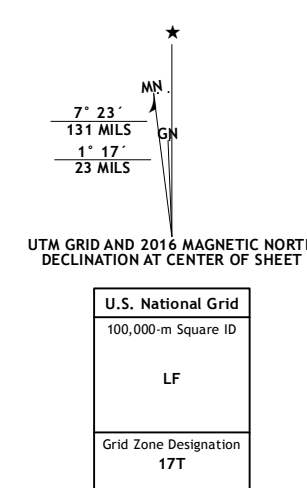 ★
MN
7° 23´
GN
131 MILS
1° 17´
23 MILS
UTM GRID AND 2016 MAGNETIC NORTH
DECLINATION AT CENTER OF SHEET
U.S. National Grid
100,000-m Square ID
LF
Grid Zone Designation
17T